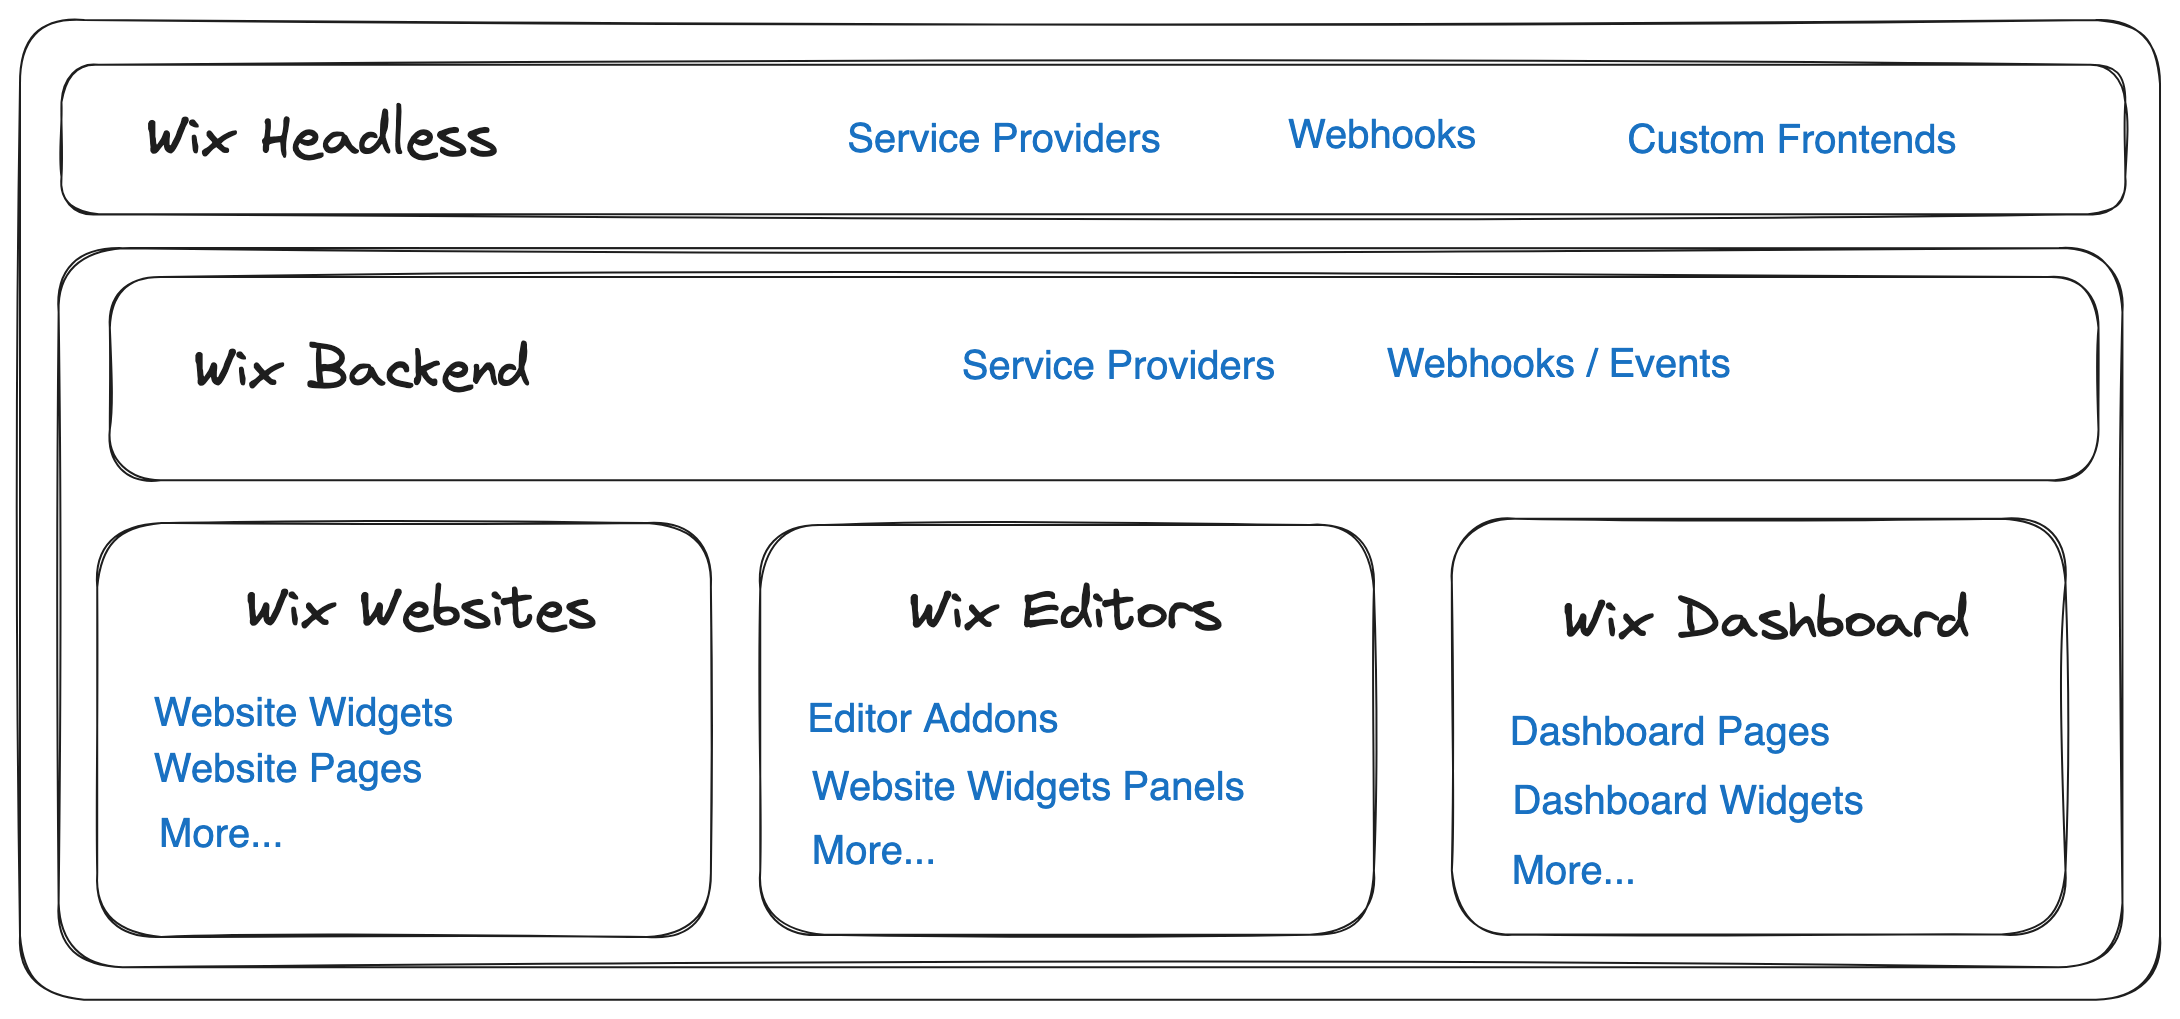 Wix Headless
Service Providers
Webhooks
Custom Frontends
Wix Backend
Service Providers
Webhooks / Events
Wix Websites
Website Widgets
Website Pages
More...
Wix Editors
Editor Addons
Website Widgets Panels
More...
Wix Dashboard
Dashboard Pages
Dashboard Widgets
More...